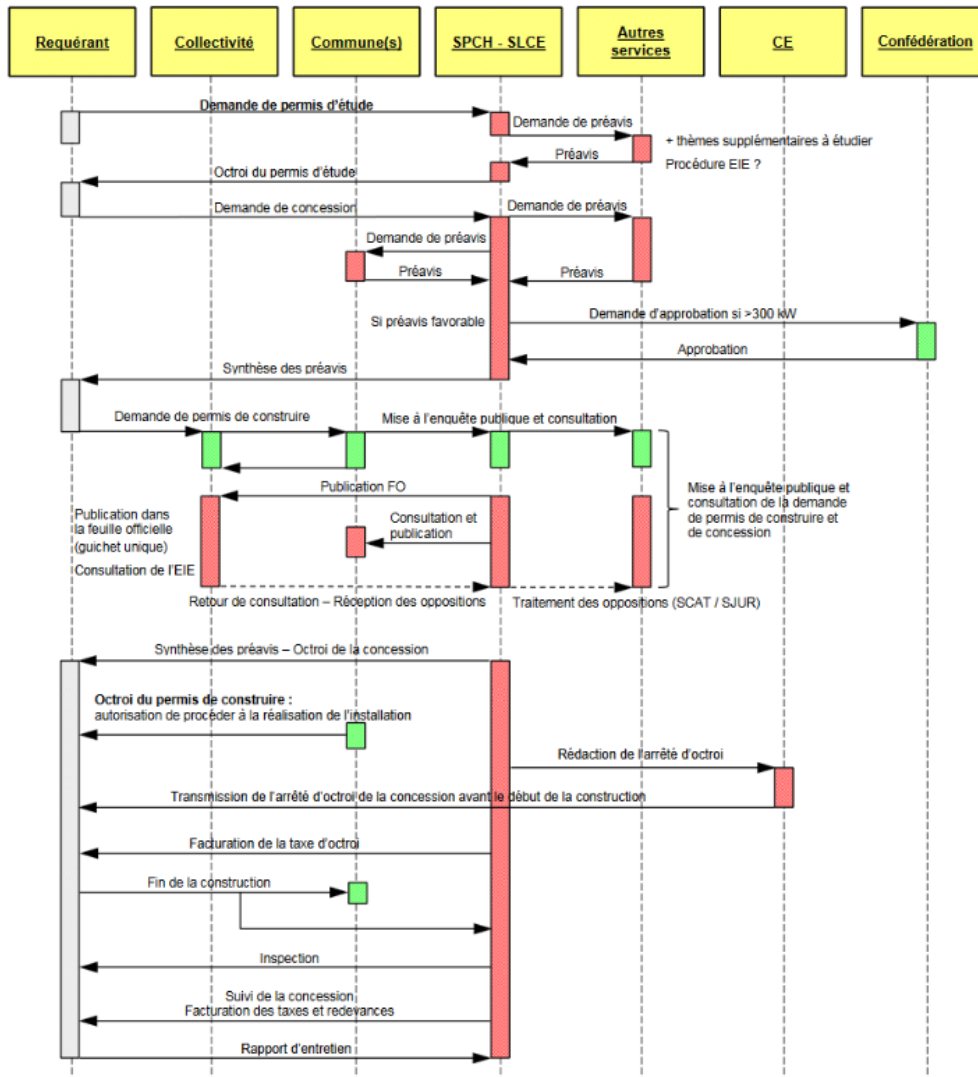 Requérant
Collectivité
Commune(s)
SPCH - SLCE
Autres
services
CE
Confédération
Demande de permis d'étude
Demande de préavis
+ thèmes supplémentaires à étudier
Préavis
Procédure EIE ?
Octroi du permis d'étude
Demande de concession
Demande de préavis
Demande de préavis
Préavis
Préavis
Si préavis favorable
Demande d'approbation si >300 kW
Approbation
Synthèse des préavis
Demande de permis de construire
Mise à l'enquête publique et consultation
Publication FO
Publication dans
la feuille officielle
(guichet unique)
Consultation de l'EIE
Consultation et
publication
Mise à l'enquête publique et
consultation de la demande
de permis de construire et
de concession
Retour de consultation – Réception des oppositions
Traitement des oppositions (SCAT / SJUR)
Synthèse des préavis – Octroi de la concession
Octroi du permis de construire :
autorisation de procéder à la réalisation de l'installation
Rédaction de l'arrêté d'octroi
Transmission de l'arrêté d'octroi de la concession avant le début de la construction
Facturation de la taxe d'octroi
Fin de la construction
Inspection
Suivi de la concession
Facturation des taxes et redevances
Rapport d'entretien